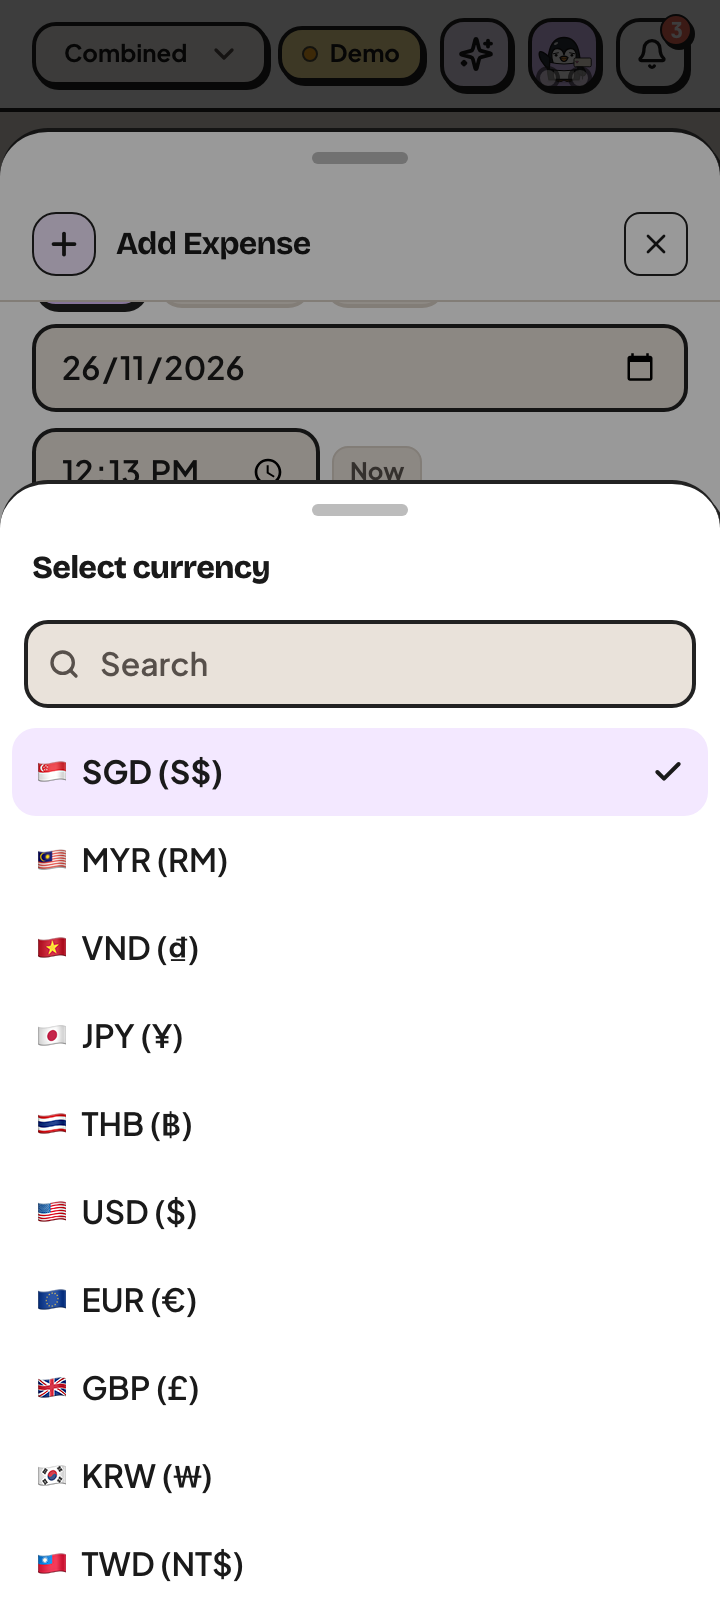 Combined
Demo
3
Add Expense
26/11/2026
12:13 PM
Now
Select currency
Search
SGD (S$)
MYR (RM)
VND (₫)
JPY (¥)
THB (฿)
USD ($)
EUR (€)
GBP (£)
KRW (₩)
TWD (NT$)